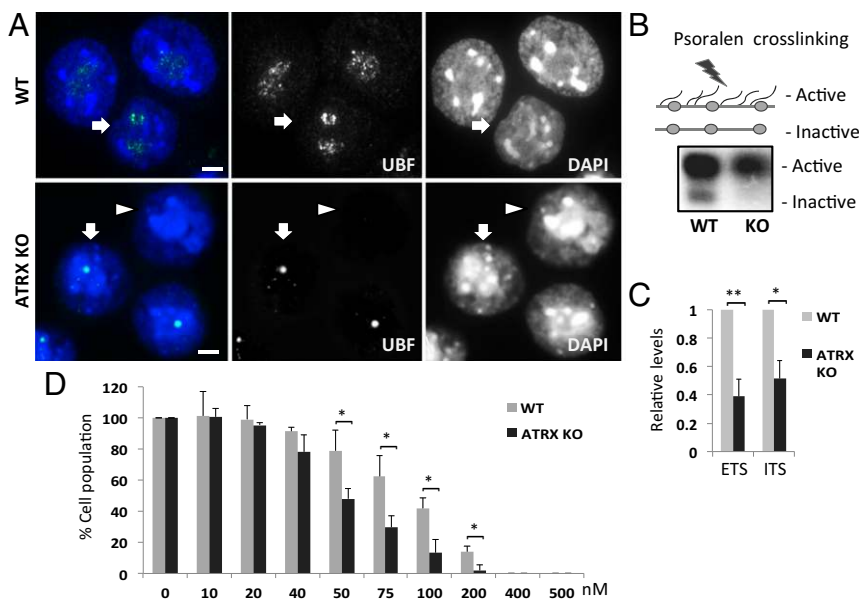 A
WT
UBF
DAPI
ATRX KO
UBF
DAPI
B
Psoralen crosslinking
- Active
- Inactive
- Active
- Inactive
WT KO
C
** *
Relative levels
1
0.8
0.6
0.4
0.2
0
ETS ITS
WT
ATRX
KO
D
% Cell population
120
100
80
60
40
20
0
* * * *
WT
ATRX KO
0 10 20 40 50 75 100 200 400 500 nM